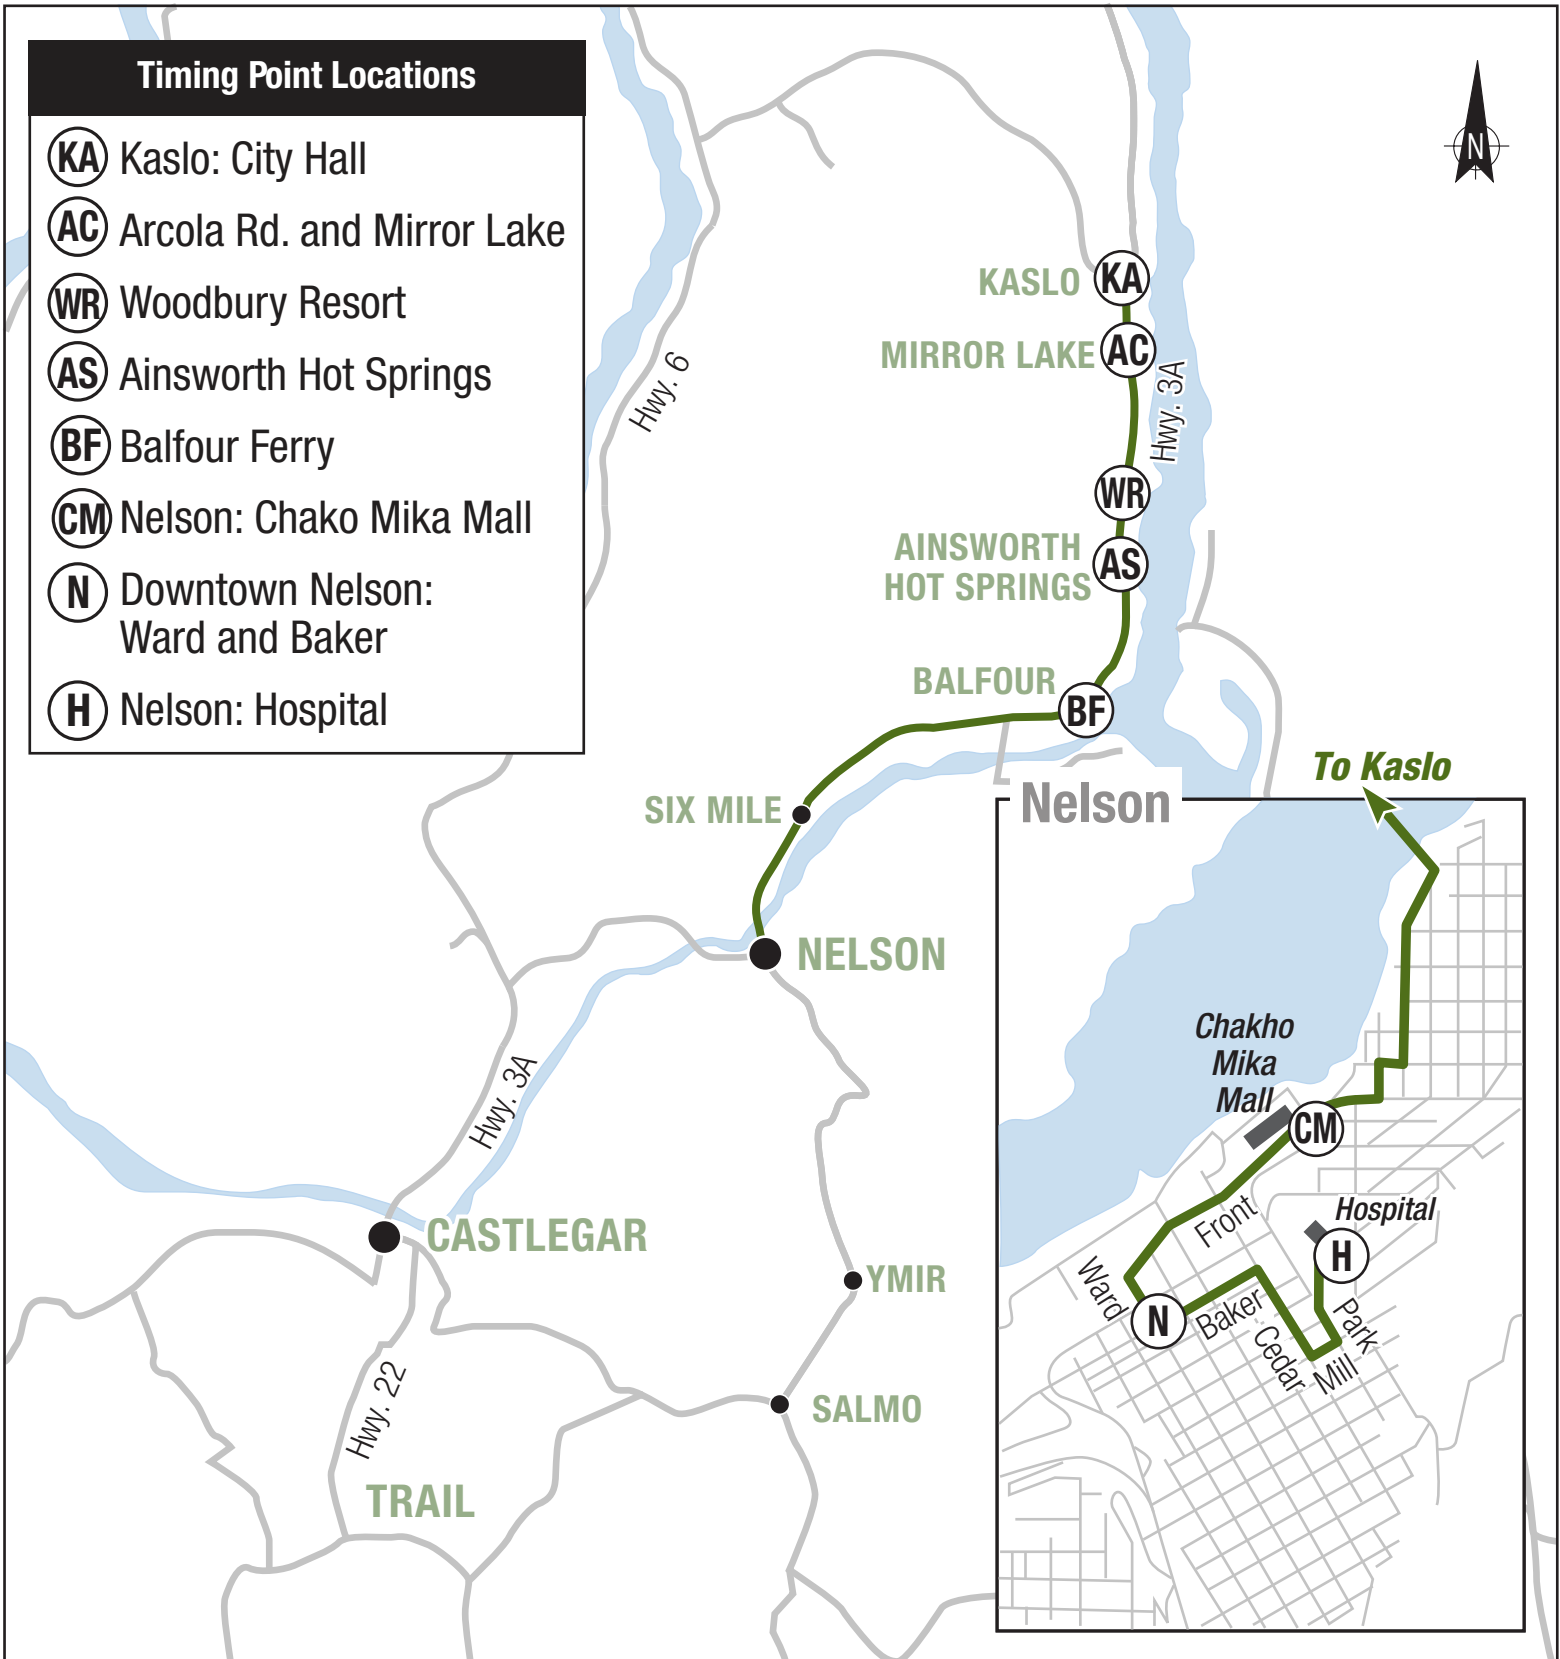 Timing Point Locations
KA Kaslo: City Hall
AC Arcola Rd. and Mirror Lake
WR Woodbury Resort
AS Ainsworth Hot Springs
BF Balfour Ferry
CM Nelson: Chako Mika Mall
N Downtown Nelson:
Ward and Baker
H Nelson: Hospital
N
KASLO KA
MIRROR LAKE AC
Hwy. 6
Hwy. 3A
WR
AINSWORTH
HOT SPRINGS
AS
BALFOUR
BF
SIX MILE
NELSON
Hwy. 3A
CASTLEGAR
YMIR
Hwy. 22
SALMO
TRAIL
To Kaslo
Nelson
Chakho
Mika
Mall
CM
Hospital
H
Front
Ward
N
Baker
Cedar
Park
Mill